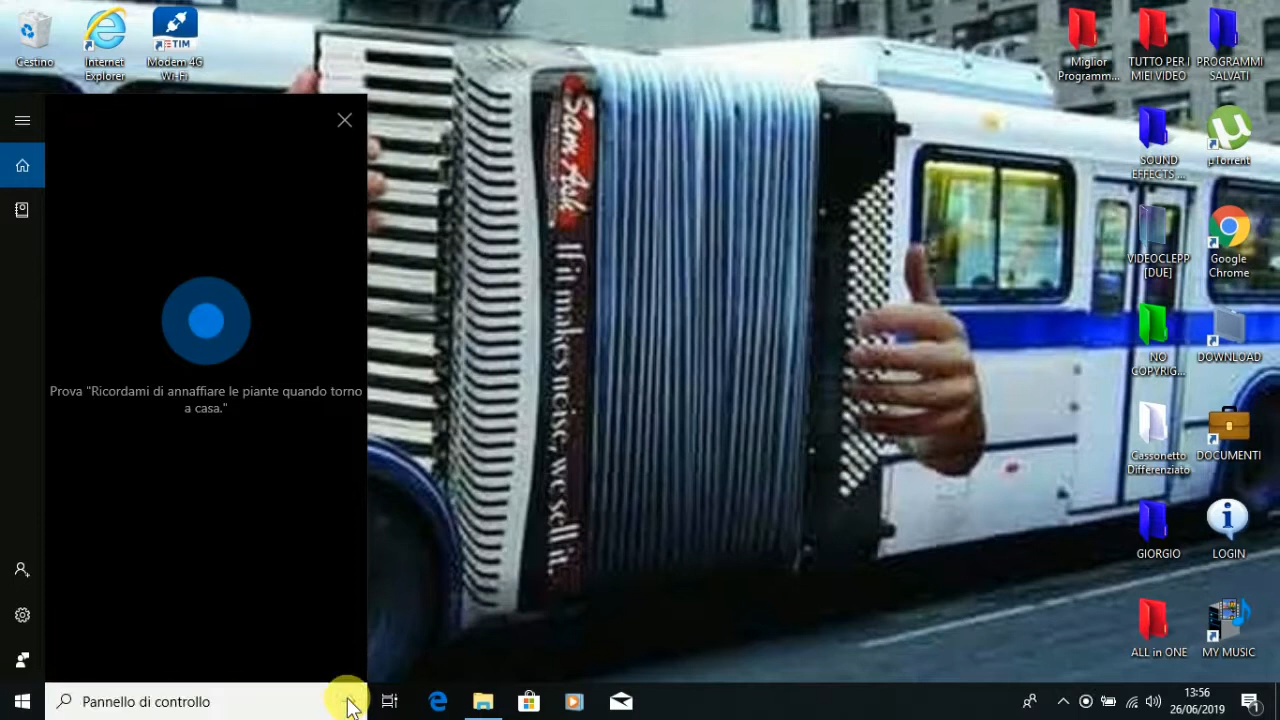 Cestino
Internet
Explorer
TIM
Modem 4G
Wi-Fi
Miglior
Programm...
TUTTO PER I
MIEI VIDEO
PROGRAMMI
SALVATI
SOUND
EFFECTS ...
µTorrent
VIDEOCLEPP
[DUE]
Google
Chrome
NO
COPYRIG...
DOWNLOAD
Cassonetto
Differenziato
DOCUMENTI
GIORGIO
LOGIN
ALL in ONE
MY MUSIC
Sam Ash
If it makes noise, we sell it.
Prova "Ricordami di annaffiare le piante quando torno
a casa."
Pannello di controllo
13:56
26/06/2019
1